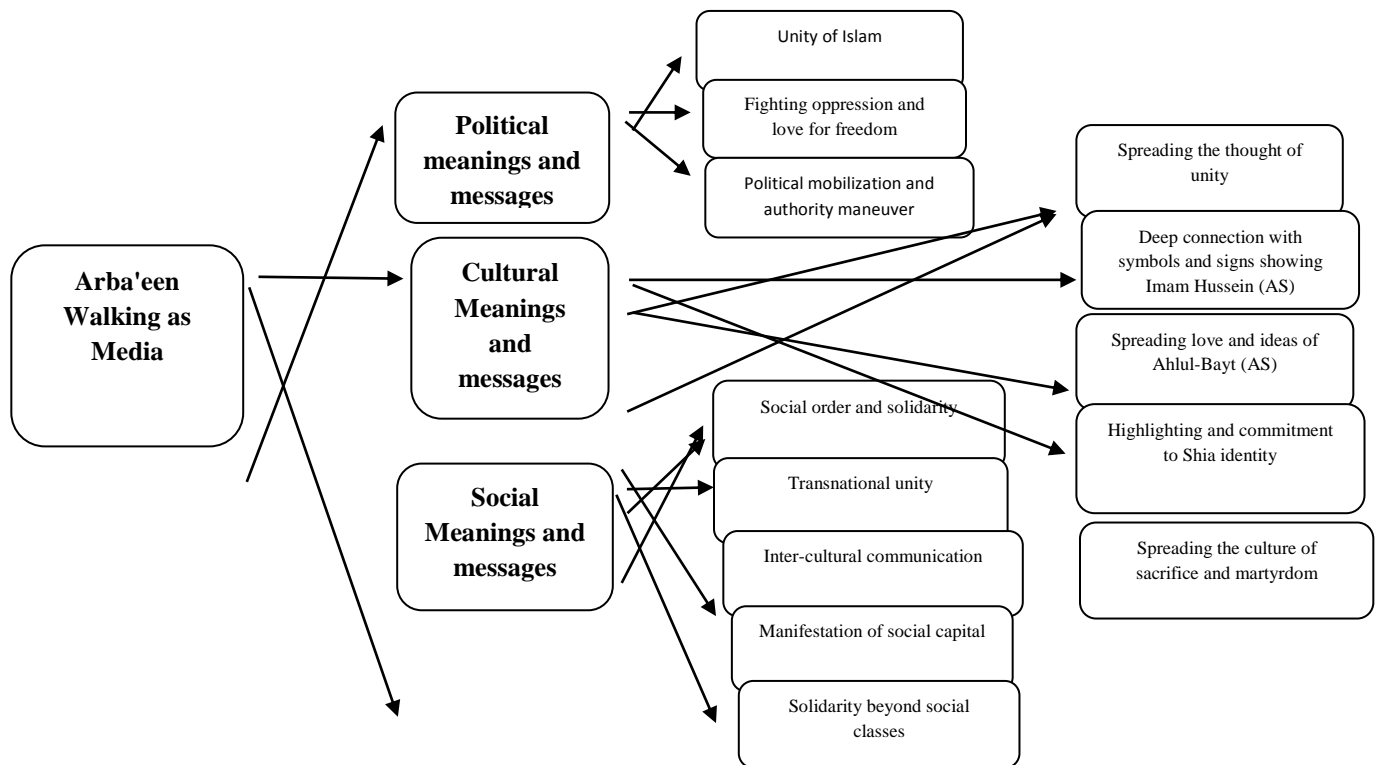 Arba'een
Walking as
Media
Political
meanings and
messages
Cultural
Meanings
and
messages
Social
Meanings and
messages
Unity of Islam
Fighting oppression and
love for freedom
Political mobilization and
authority maneuver
Social order and solidarity
Transnational unity
Inter-cultural communication
Manifestation of social capital
Solidarity beyond social
classes
Spreading the thought of
unity
Deep connection with
symbols and signs showing
Imam Hussein (AS)
Spreading love and ideas of
Ahlul-Bayt (AS)
Highlighting and commitment
to Shia identity
Spreading the culture of
sacrifice and martyrdom